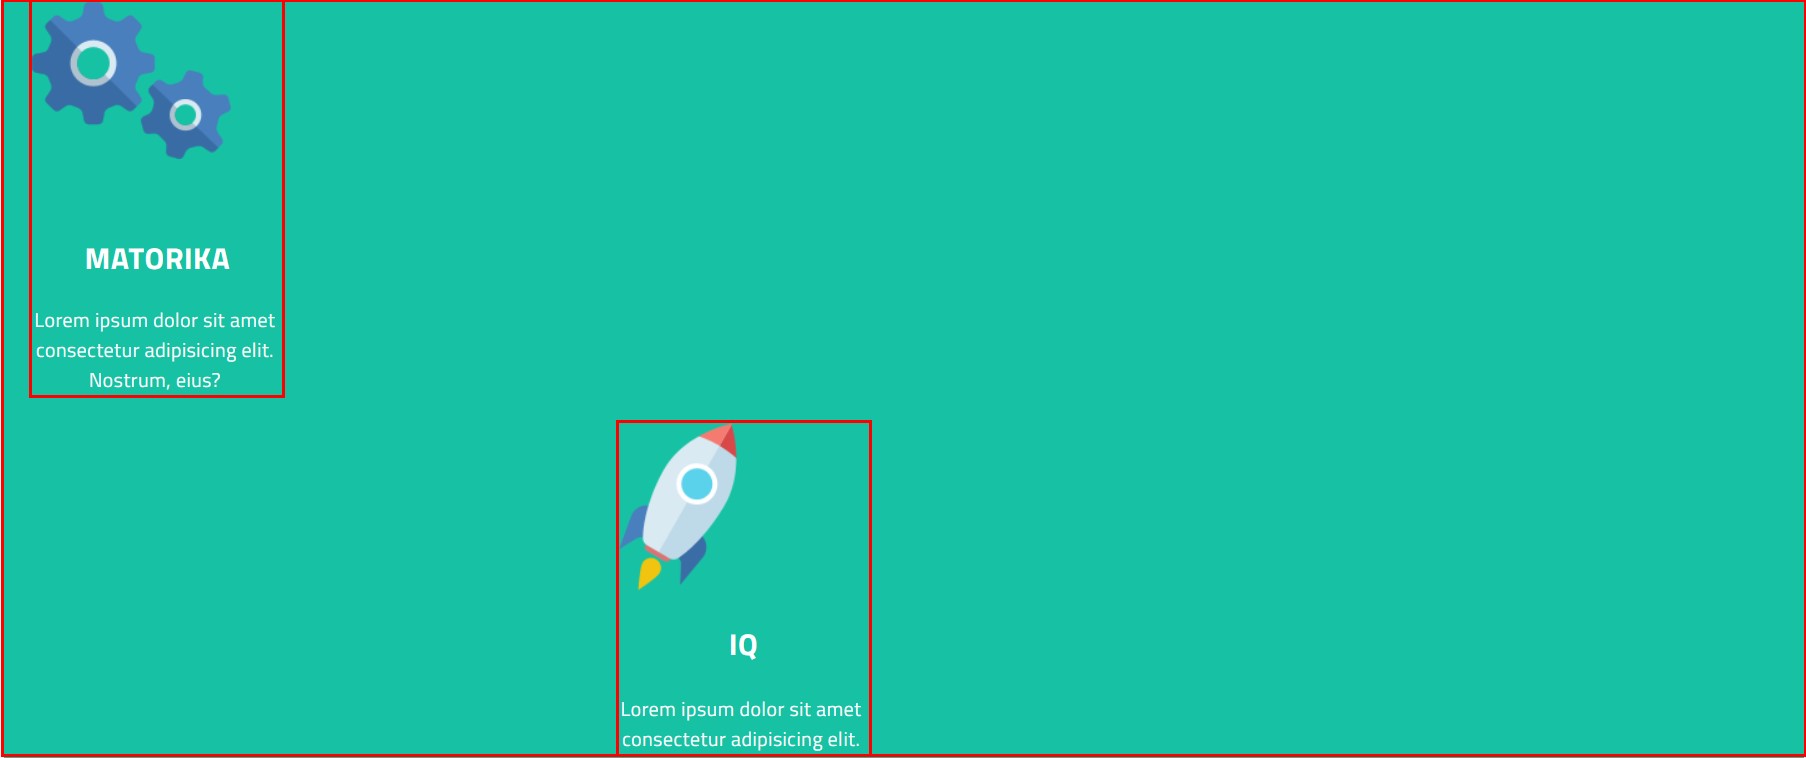 MATORIKA
Lorem ipsum dolor sit amet
consectetur adipisicing elit.
Nostrum, eius?
IQ
Lorem ipsum dolor sit amet
consectetur adipisicing elit.